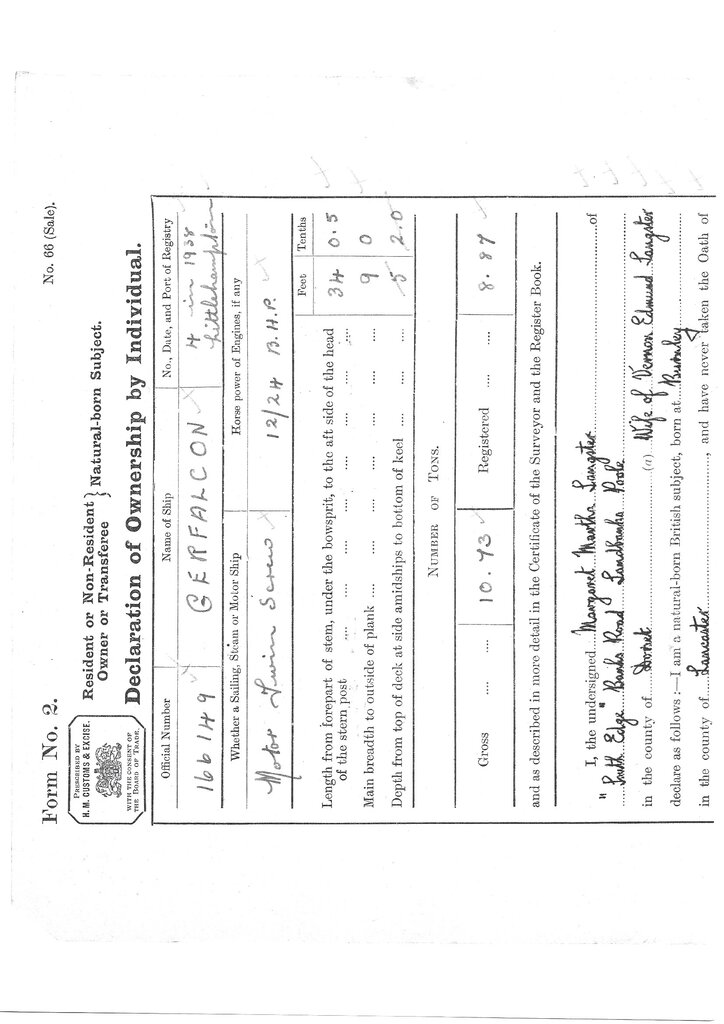 Form No. 2.
No. 66 (Sale).
PRESCRIBED BY
H. M. CUSTOMS & EXCISE.
WITH THE CONSENT OF
THE BOARD OF TRADE.
Resident or Non-Resident } Natural-born Subject.
Owner or Transferee
Declaration of Ownership by Individual.
Official Number
Name of Ship
No., Date, and Port of Registry
166149
GERFALCON
4 in 1938
Littlehampton
Whether a Sailing, Steam or Motor Ship
Horse power of Engines, if any
Motor Twin Screw
12/24 B.H.P.
Feet Tenths
Length from forepart of stem, under the bowsprit, to the aft side of the head
of the stern post .... .... .... .... .... .... .... 34 0.5
Main breadth to outside of plank .... .... .... .... .... .... 9 0
Depth from top of deck at side amidships to bottom of keel .... .... 5 2.0
NUMBER OF TONS.
Gross .... .... 10.73 Registered .... .... 8.87
and as described in more detail in the Certificate of the Surveyor and the Register Book.
I, the undersigned Margaret Martha Sangster of
"South Edge" Banks Road Sandbanks Poole
in the county of Dorset (a) Wife of Vernon Edmund Sangster
declare as follows :—I am a natural-born British subject, born at Burnley
in the county of Lancaster, and have never taken the Oath of